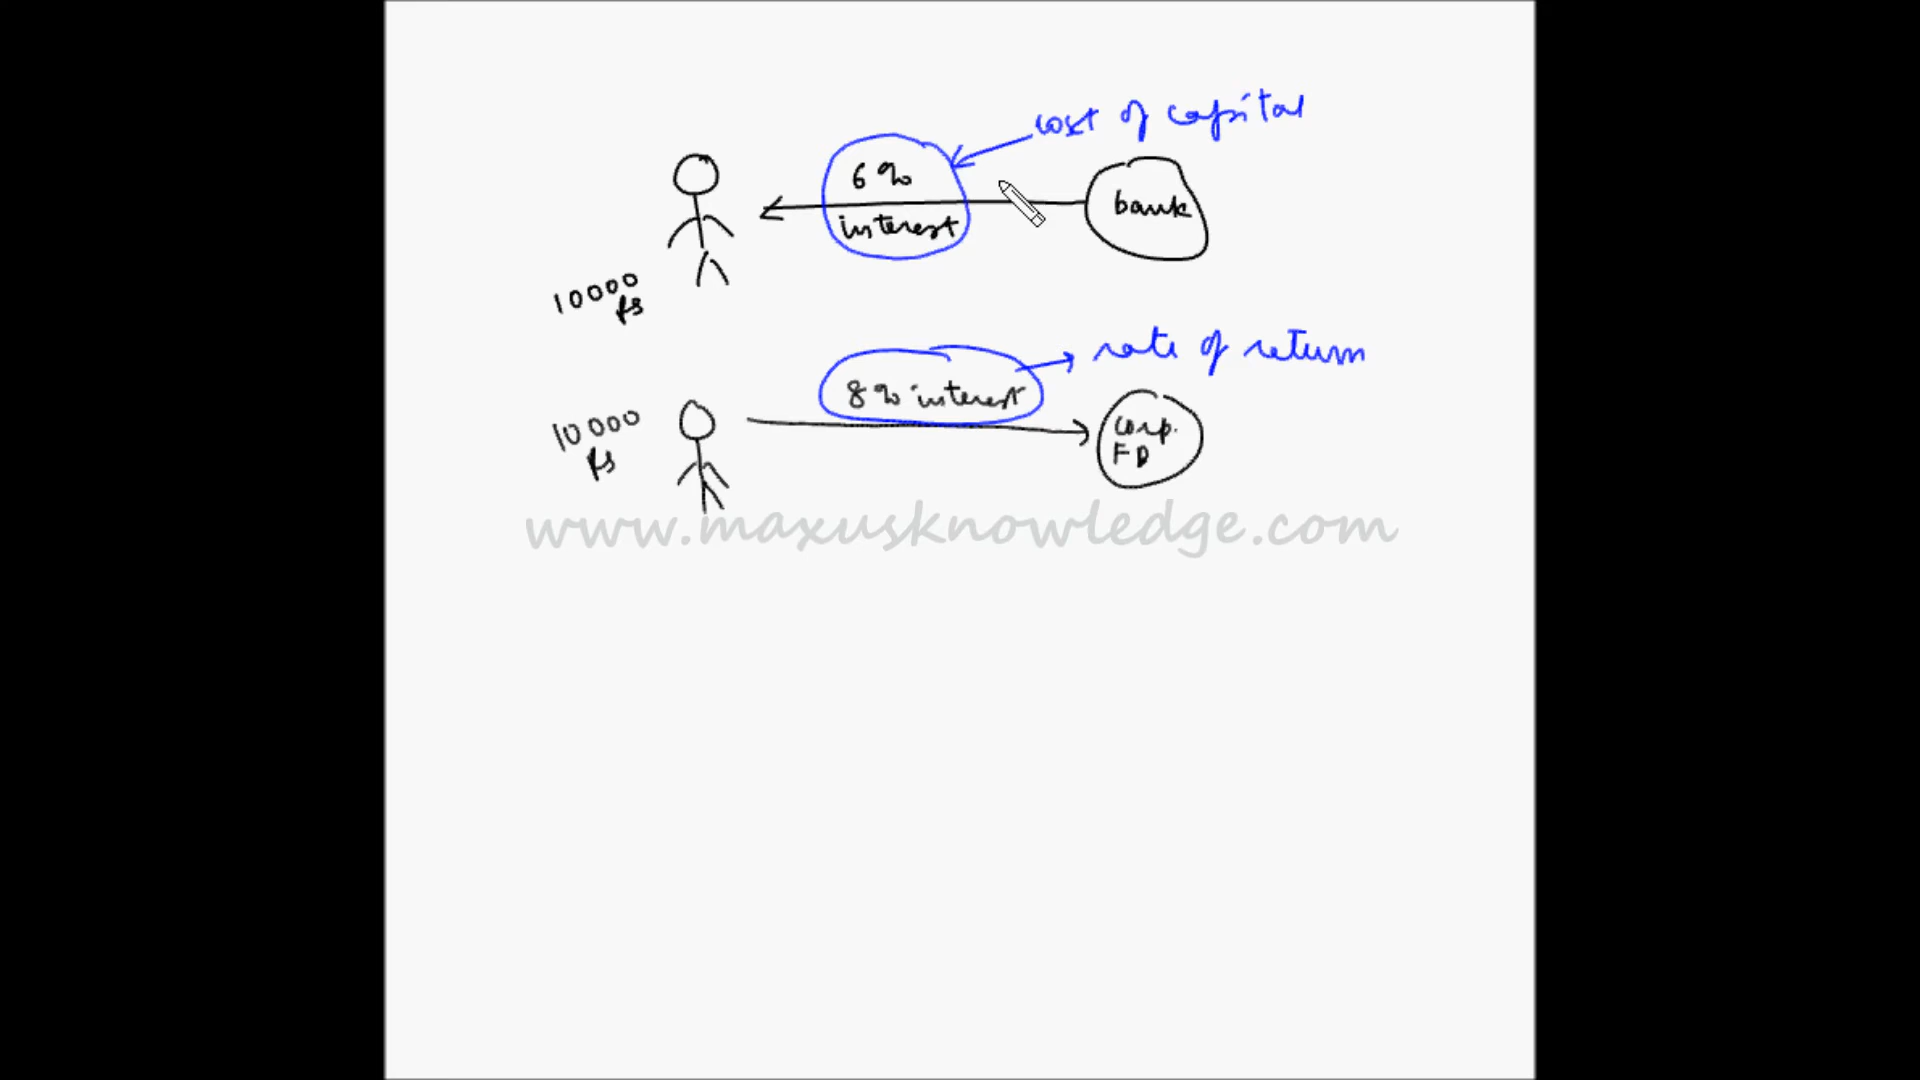 cost of capital
6%
interest
bank
10000
Rs
rate of return
8% interest
10000
Rs
corp.
FD
www.maxusknowledge.com